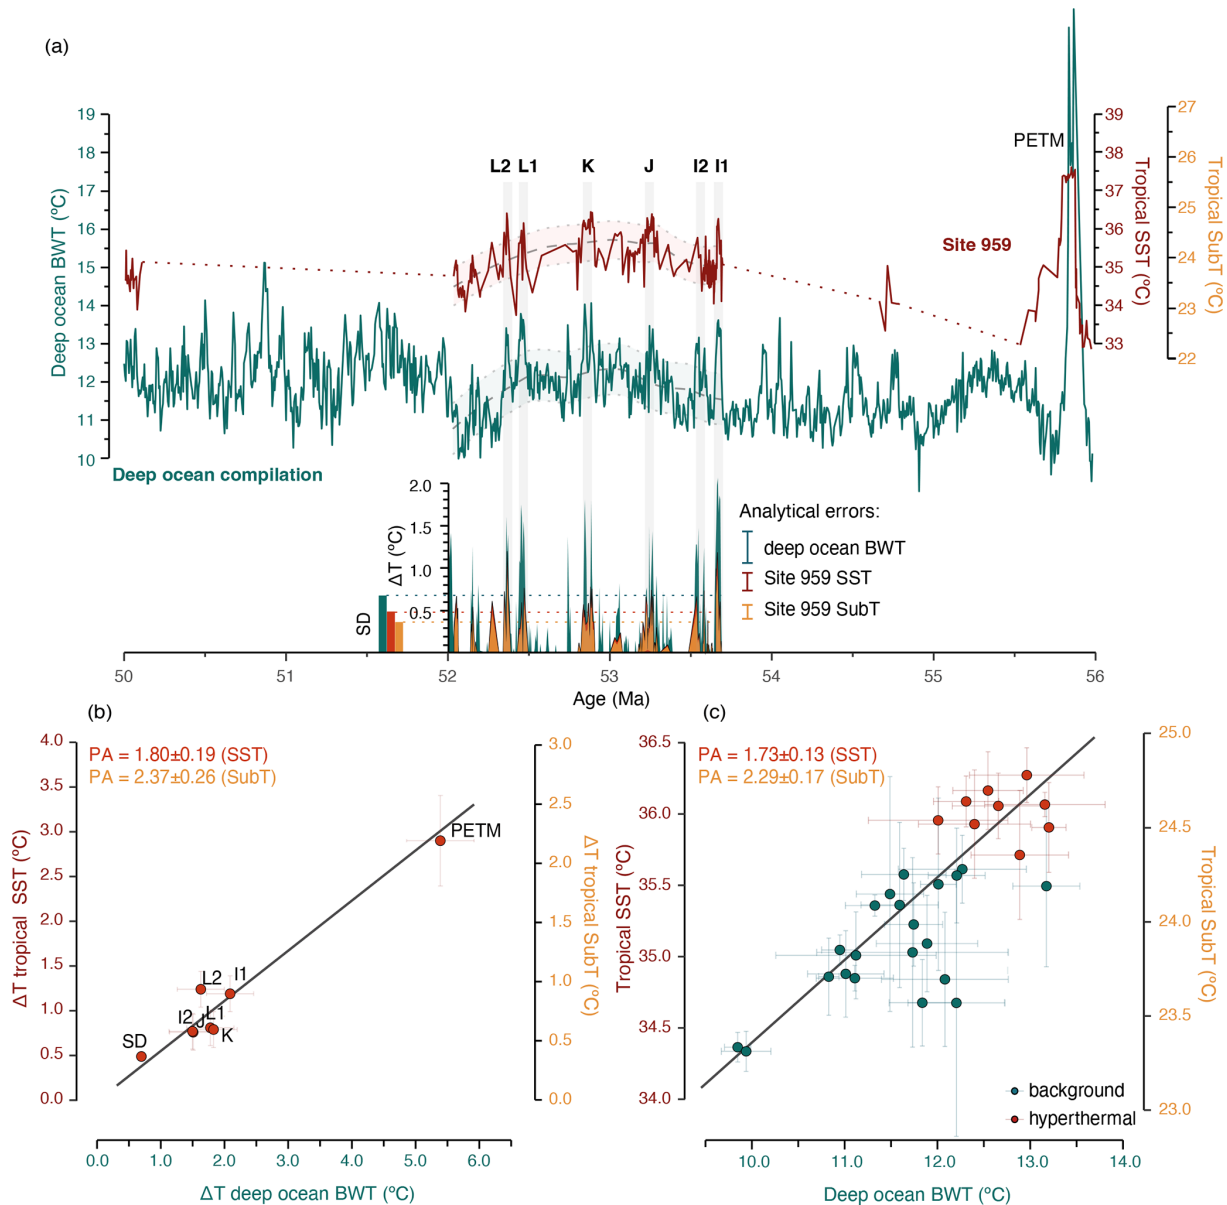 (a)
19
18
17
16
15
14
13
12
11
10
Deep ocean BWT (ºC)
L2
L1
K
J
I2
I1
PETM
Site 959
39
38
37
36
35
34
33
Tropical SST (ºC)
27
26
25
24
23
22
Tropical SubT (ºC)
Deep ocean compilation
2.0
1.5
1.0
0.5
ΔT (ºC)
SD
Analytical errors:
deep ocean BWT
Site 959 SST
Site 959 SubT
50
51
52
53
54
55
56
Age (Ma)
(b)
PA = 1.80±0.19 (SST)
PA = 2.37±0.26 (SubT)
4.0
3.5
3.0
2.5
2.0
1.5
1.0
0.5
0.0
ΔT tropical SST (ºC)
PETM
L2
I1
I2
J
L1
K
SD
3.0
2.5
2.0
1.5
1.0
0.5
0.0
ΔT tropical SubT (ºC)
0.0
1.0
2.0
3.0
4.0
5.0
6.0
ΔT deep ocean BWT (ºC)
(c)
PA = 1.73±0.13 (SST)
PA = 2.29±0.17 (SubT)
36.5
36.0
35.5
35.0
34.5
34.0
Tropical SST (ºC)
25.0
24.5
24.0
23.5
23.0
Tropical SubT (ºC)
background
hyperthermal
10.0
11.0
12.0
13.0
14.0
Deep ocean BWT (ºC)